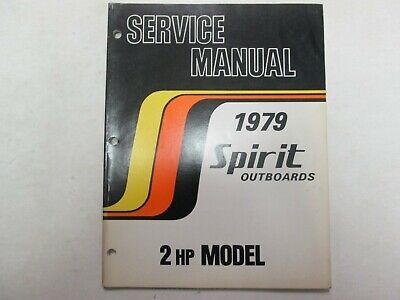 SERVICE
MANUAL
1979
Spirit
OUTBOARDS
2 HP MODEL